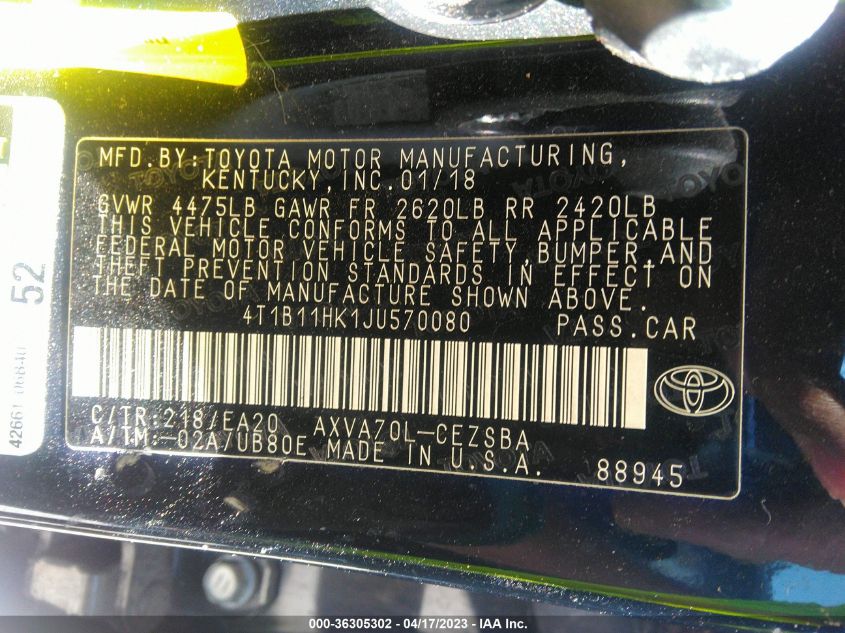 MFD.BY:TOYOTA MOTOR MANUFACTURING,
KENTUCKY,INC.01/18
GVWR 4475LB GAWR FR 2620LB RR 2420LB
THIS VEHICLE CONFORMS TO ALL APPLICABLE
FEDERAL MOTOR VEHICLE SAFETY,BUMPER,AND
THEFT PREVENTION STANDARDS IN EFFECT ON
THE DATE OF MANUFACTURE SHOWN ABOVE.
4T1B11HK1JU570080 PASS.CAR
C/TR:218/EA20 AXVA70L-CEZSBA
A/TM:-02A/UB80E MADE IN U.S.A.
88945
52
42661
000-36305302 - 04/17/2023 - IAA Inc.